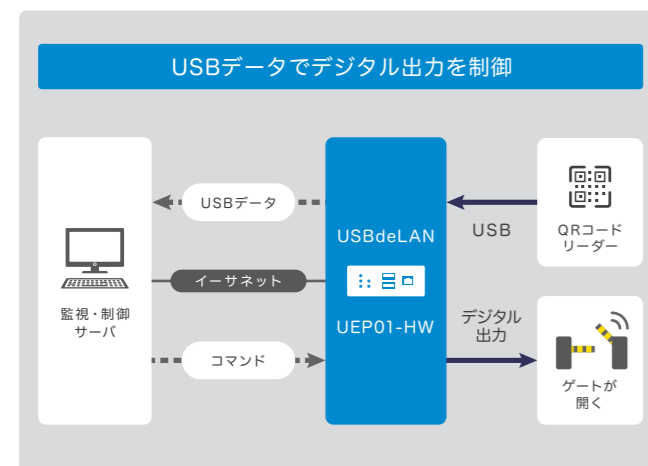 USBデータでデジタル出力を制御
監視・制御
サーバ
USBデータ
イーサネット
コマンド
USBdeLAN
UEP01-HW
USB
デジタル
出力
QRコード
リーダー
ゲートが
開く